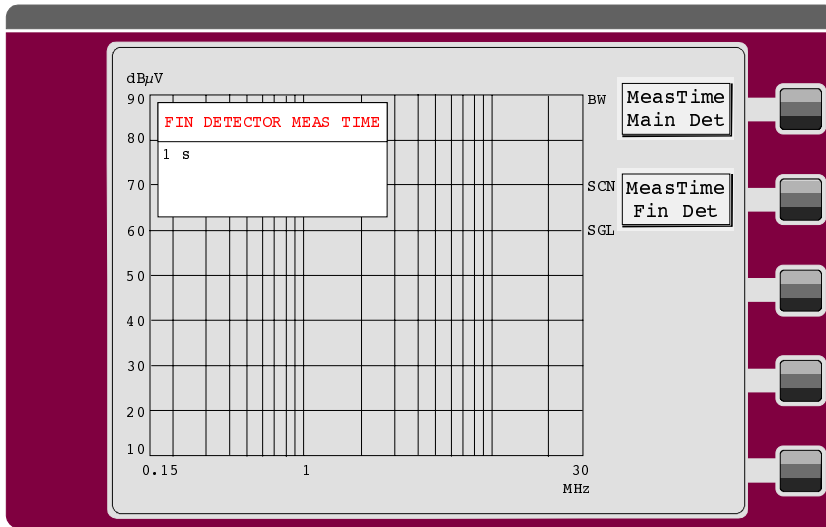 dBµV
90
80
70
60
50
40
30
20
10
FIN DETECTOR MEAS TIME
1 s
0.15
1
30
MHz
BW
SCN
SGL
MeasTime
Main Det
MeasTime
Fin Det